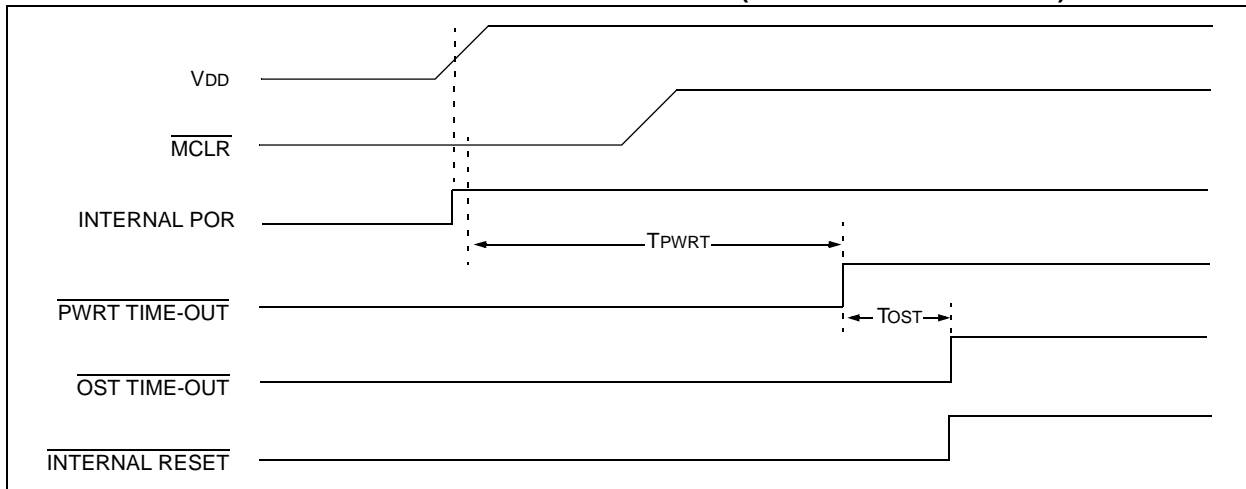 VDD
MCLR
INTERNAL POR
TPWRT
PWRT TIME-OUT
TOST
OST TIME-OUT
INTERNAL RESET